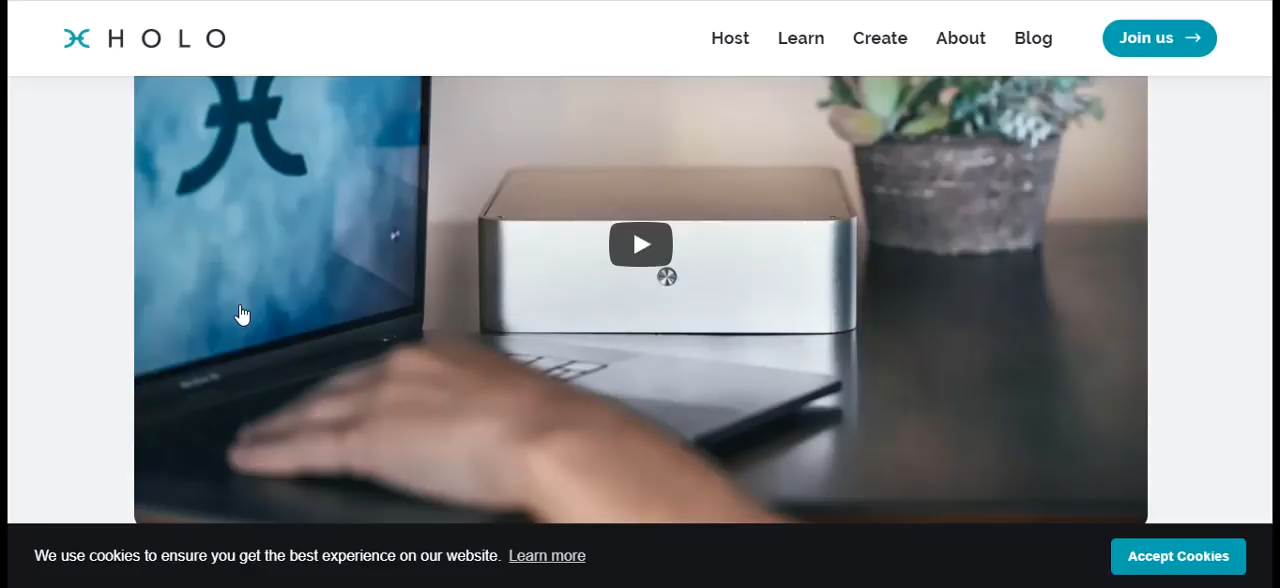 HOLO
Host Learn Create About Blog Join us →
We use cookies to ensure you get the best experience on our website. Learn more
Accept Cookies